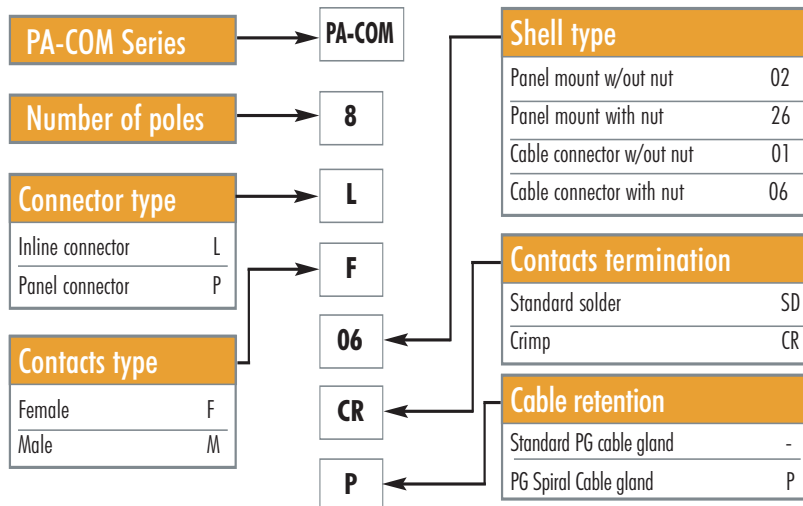 PA-COM Series
PA-COM
Number of poles
8
Connector type
L
Inline connector L
Panel connector P
F
Contacts type
Female F
Male M
06
CR
P
Shell type
Panel mount w/out nut 02
Panel mount with nut 26
Cable connector w/out nut 01
Cable connector with nut 06
Contacts termination
Standard solder SD
Crimp CR
Cable retention
Standard PG cable gland -
PG Spiral Cable gland P